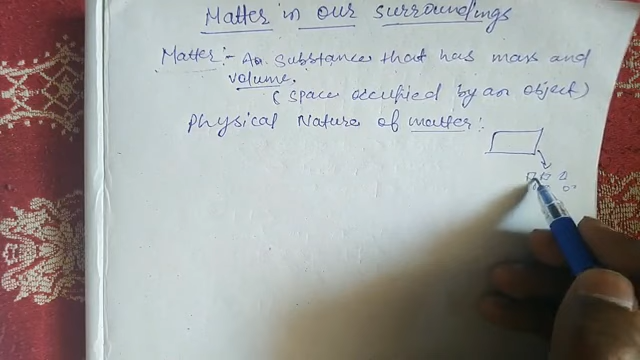 Matter in our surroundings
Matter :- A Substance that has mass and
volume.
(space occupied by an object)
Physical Nature of matter :-